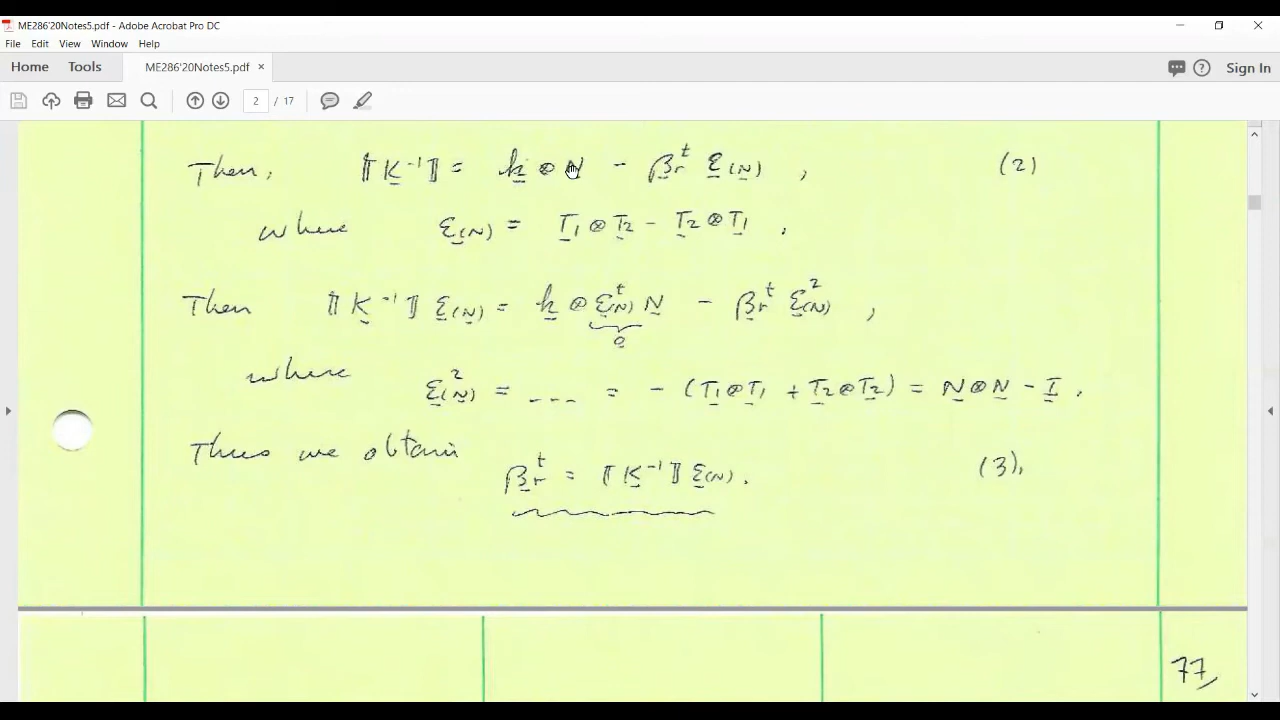 ME286'20Notes5.pdf - Adobe Acrobat Pro DC
File Edit View Window Help
Home Tools ME286'20Notes5.pdf ×
2 / 17
Sign In
Then, ⟦K⁻¹⟧ = k ⊗ N - βᵣᵗ ε(N) , (2)
where ε(N) = T₁ ⊗ T₂ - T₂ ⊗ T₁ .
Then ⟦K⁻¹⟧ ε(N) = k ⊗ εᵗ(N) N - βᵣᵗ ε²(N) ,
0
where ε²(N) = --- = - (T₁⊗T₁ + T₂⊗T₂) = N⊗N - I .
Thus we obtain
βᵣᵗ = ⟦K⁻¹⟧ ε(N) . (3),
77,